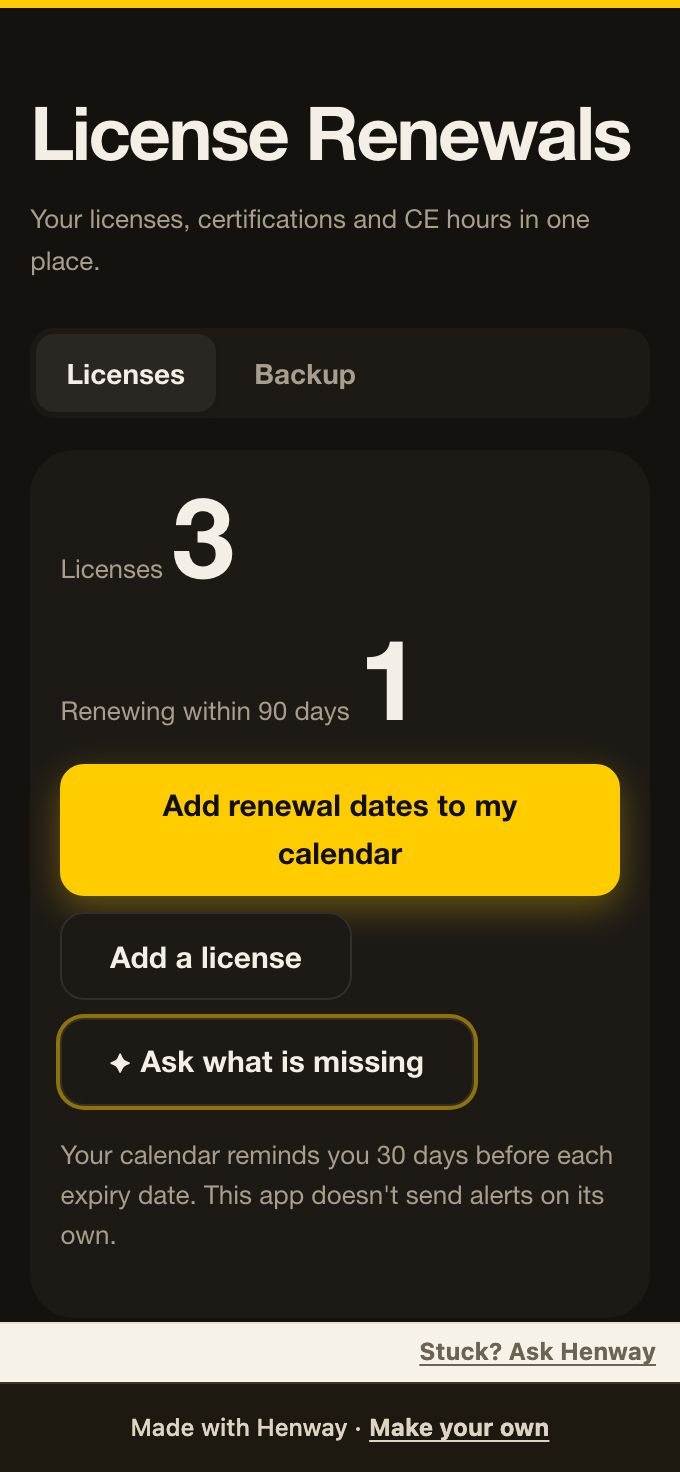 License Renewals
Your licenses, certifications and CE hours in one
place.
Licenses Backup
Licenses 3
Renewing within 90 days 1
Add renewal dates to my
calendar
Add a license
✦ Ask what is missing
Your calendar reminds you 30 days before each
expiry date. This app doesn't send alerts on its
own.
Stuck? Ask Henway
Made with Henway · Make your own